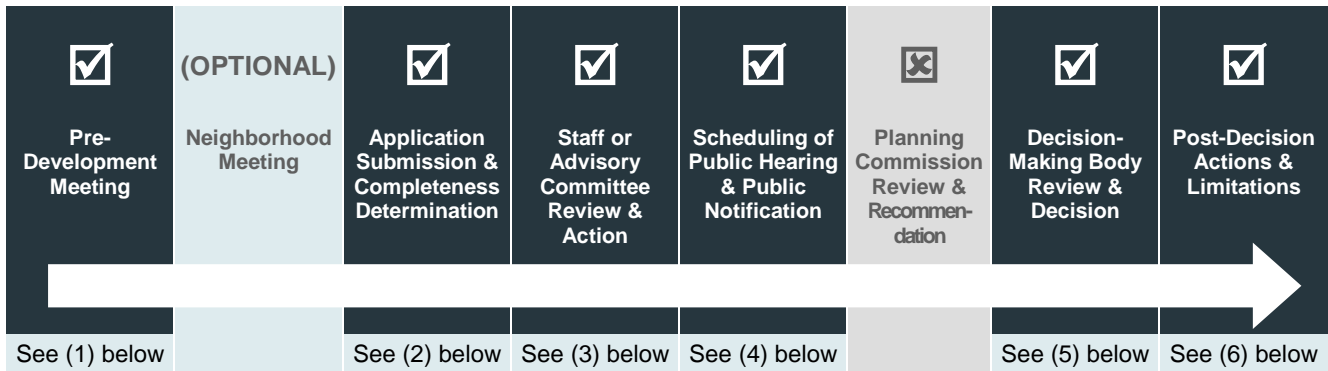 (OPTIONAL)
Pre-
Development
Meeting
Neighborhood
Meeting
Application
Submission &
Completeness
Determination
Staff or
Advisory
Committee
Review &
Action
Scheduling of
Public Hearing
& Public
Notification
Planning
Commission
Review &
Recommen-
dation
Decision-
Making Body
Review &
Decision
Post-Decision
Actions &
Limitations
See (1) below
See (2) below
See (3) below
See (4) below
See (5) below
See (6) below